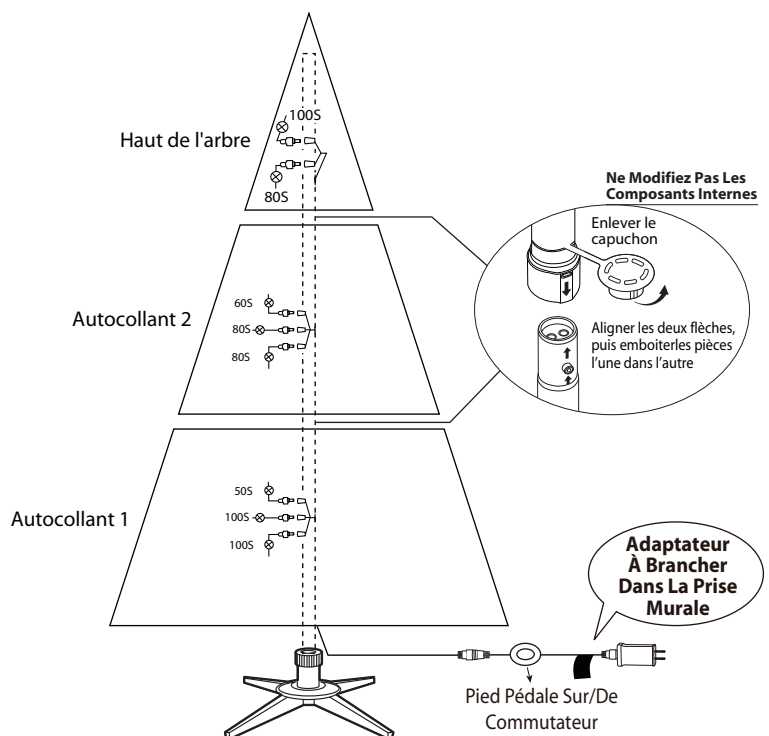 Haut de l'arbre
100S
80S
Ne Modifiez Pas Les
Composants Internes
Enlever le
capuchon
Aligner les deux flèches,
puis emboiterles pièces
l'une dans l'autre
Autocollant 2
60S
80S
80S
Autocollant 1
50S
100S
100S
Adaptateur
À Brancher
Dans La Prise
Murale
Pied Pédale Sur/De
Commutateur